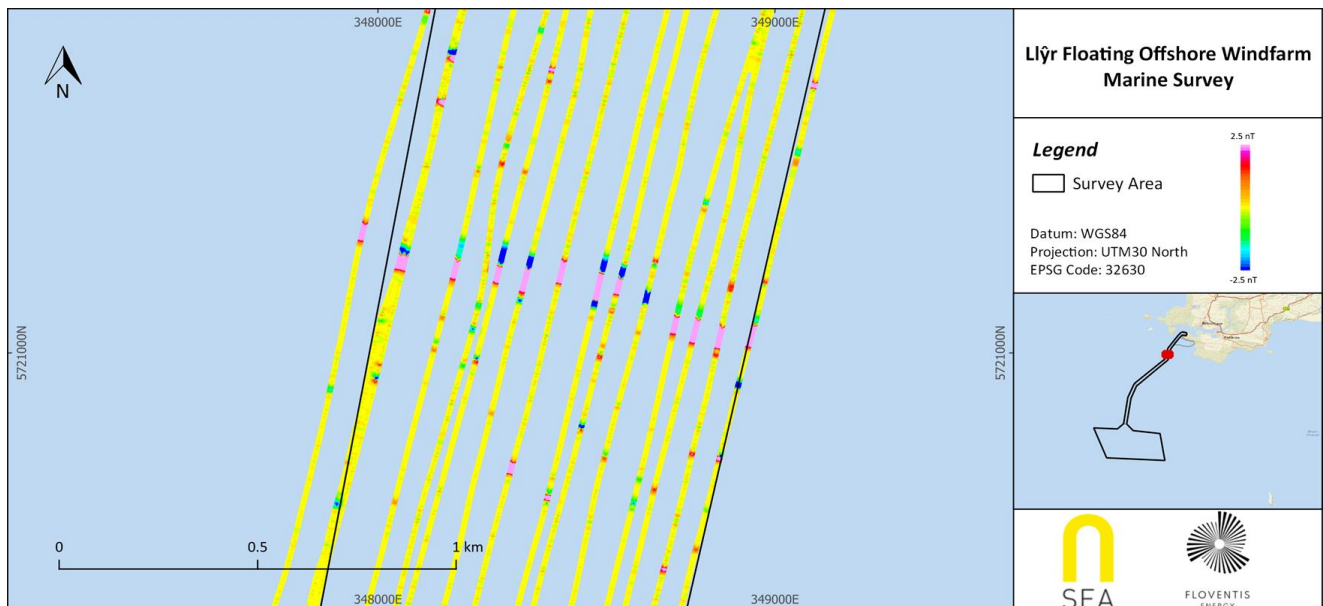 348000E
349000E
N
5721000N
5721000N
0
0.5
1 km
348000E
349000E
Llŷr Floating Offshore Windfarm
Marine Survey
Legend
Survey Area
2.5 nT
-2.5 nT
Datum: WGS84
Projection: UTM30 North
EPSG Code: 32630
SEA
FLOVENTIS
ENERGY